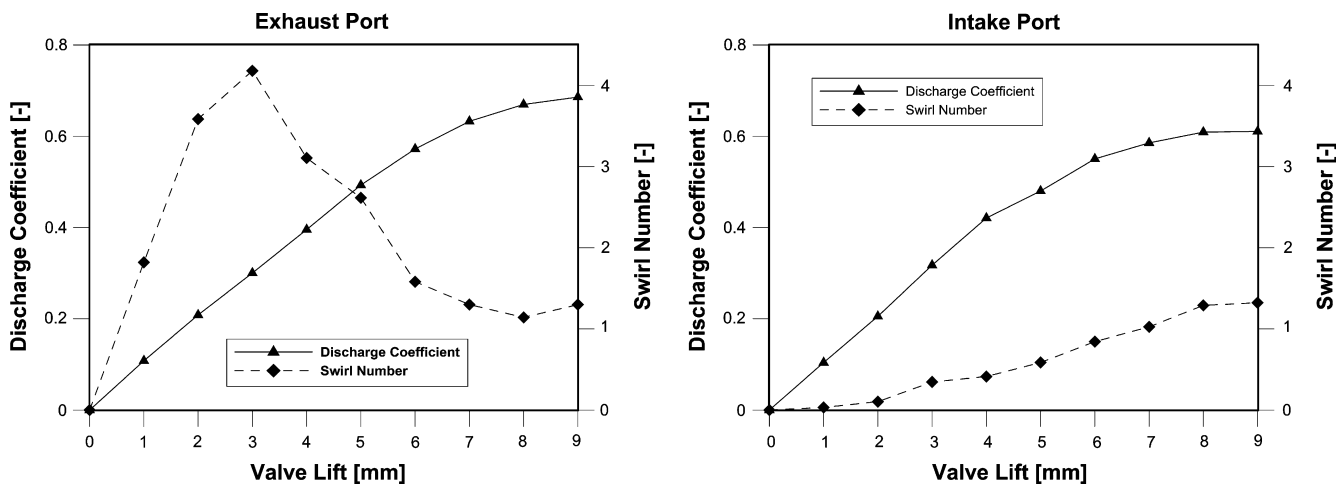 Exhaust Port
Discharge Coefficient [-]
0.8
0.6
0.4
0.2
0
4
3
2
1
0
Swirl Number [-]
Discharge Coefficient
Swirl Number
0 1 2 3 4 5 6 7 8 9
Valve Lift [mm]
Intake Port
Discharge Coefficient [-]
0.8
0.6
0.4
0.2
0
Discharge Coefficient
Swirl Number
4
3
2
1
0
Swirl Number [-]
0 1 2 3 4 5 6 7 8 9
Valve Lift [mm]